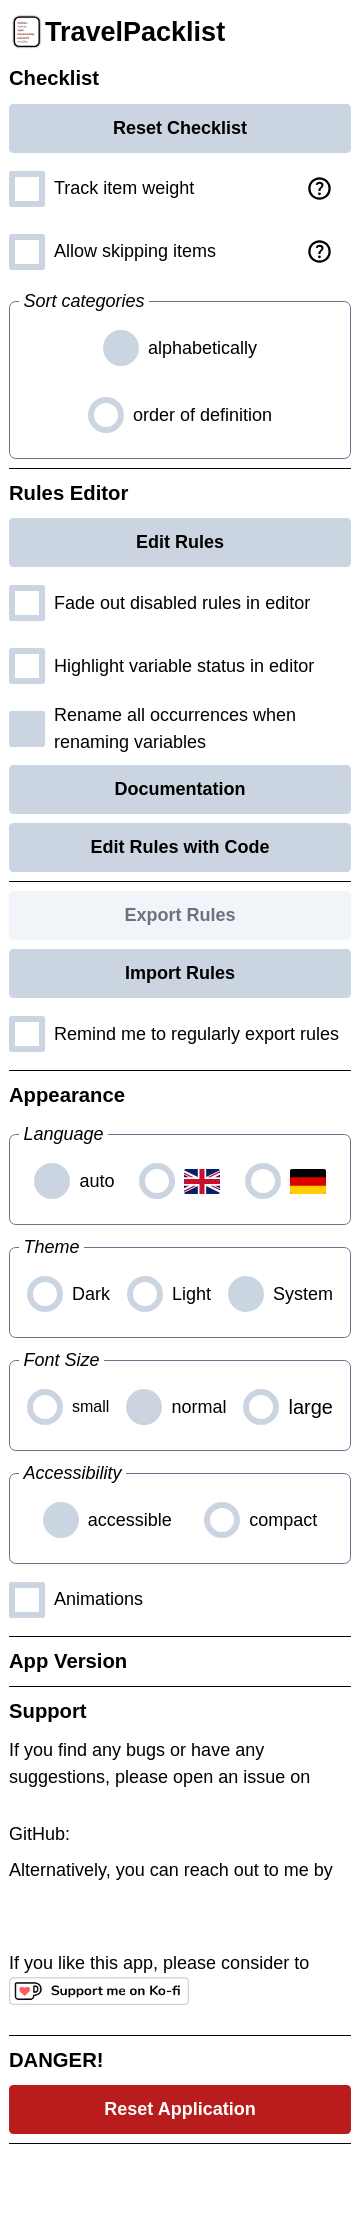 TravelPacklist
Checklist
Reset Checklist
Track item weight
Allow skipping items
Sort categories
alphabetically
order of definition
Rules Editor
Edit Rules
Fade out disabled rules in editor
Highlight variable status in editor
Rename all occurrences when
renaming variables
Documentation
Edit Rules with Code
Export Rules
Import Rules
Remind me to regularly export rules
Appearance
Language
auto
Theme
Dark Light System
Font Size
small normal large
Accessibility
accessible compact
Animations
App Version
Support
If you find any bugs or have any
suggestions, please open an issue on
GitHub:
Alternatively, you can reach out to me by
If you like this app, please consider to
Support me on Ko-fi
DANGER!
Reset Application